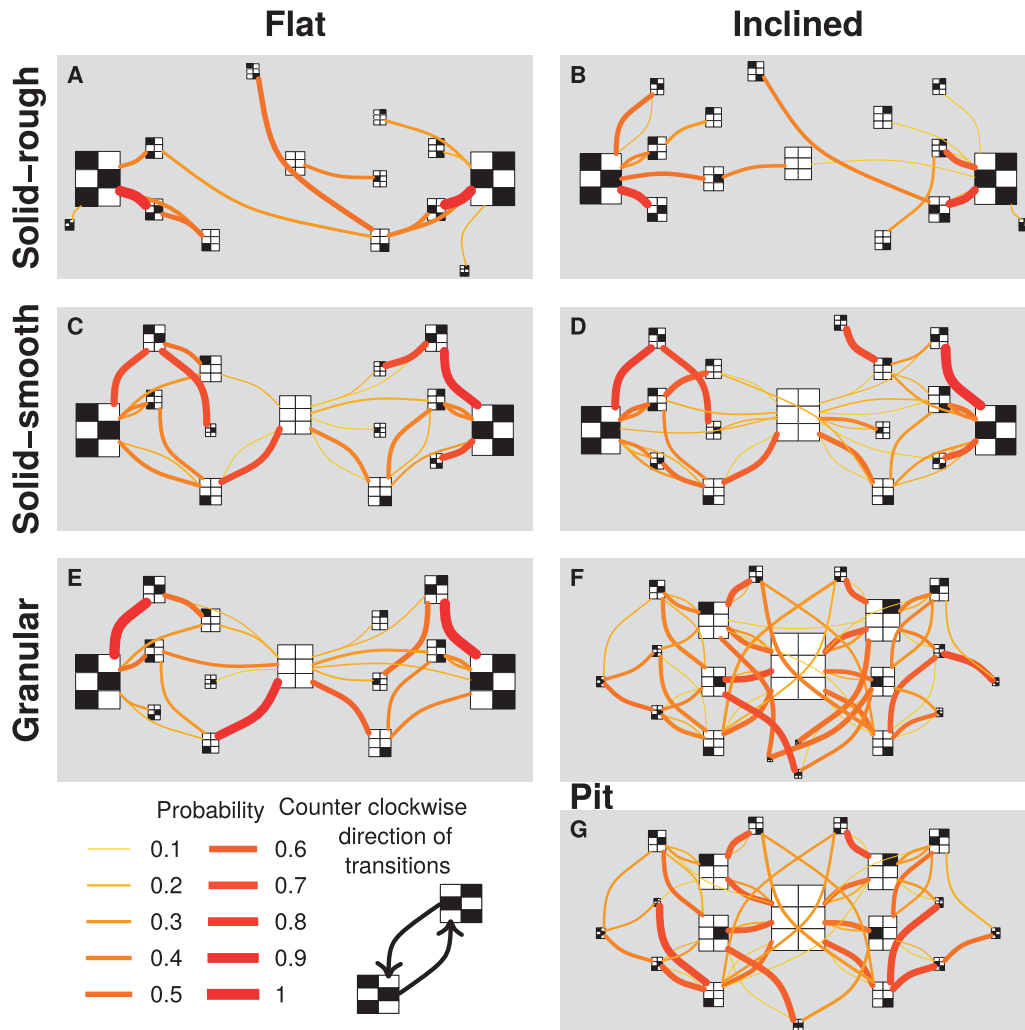 Flat
Inclined
Solid−rough
A
B
Solid−smooth
C
D
Granular
E
F
Pit
G
Probability
Counter clockwise
direction of
transitions
0.1
0.6
0.2
0.7
0.3
0.8
0.4
0.9
0.5
1